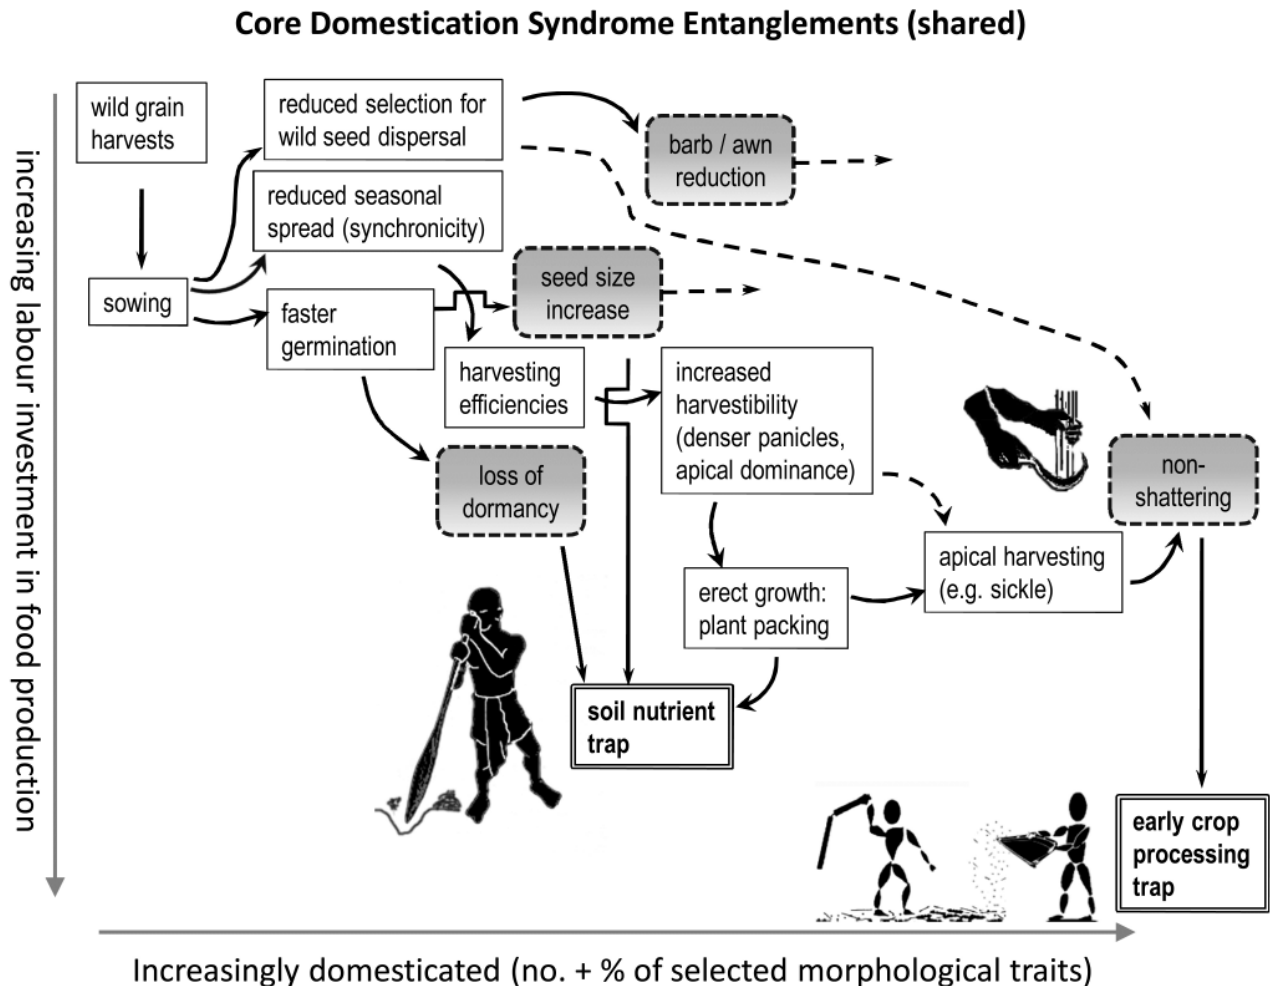 Core Domestication Syndrome Entanglements (shared)
increasing labour investment in food production
wild grain
harvests
reduced selection for
wild seed dispersal
barb / awn
reduction
reduced seasonal
spread (synchronicity)
sowing
faster
germination
seed size
increase
harvesting
efficiencies
increased
harvestibility
(denser panicles,
apical dominance)
loss of
dormancy
non-
shattering
apical harvesting
(e.g. sickle)
erect growth:
plant packing
soil nutrient
trap
early crop
processing
trap
Increasingly domesticated (no. + % of selected morphological traits)